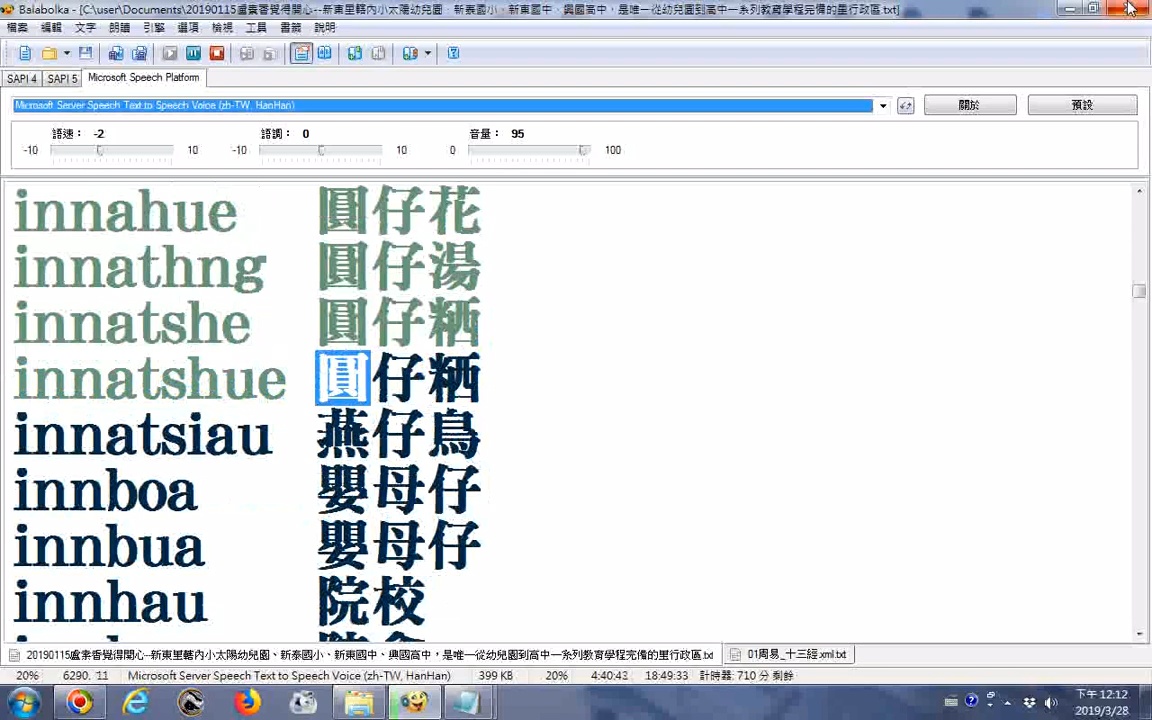 Balabolka - [C:\user\Documents\20190115盧素香覺得開心--新東里轄內小太陽幼兒園、新泰國小、新東國中、興國高中，是唯一從幼兒園到高中一系列教育學程完備的里行政區.txt]
檔案 編輯 文字 朗讀 引擎 選項 檢視 工具 書籤 說明
SAPI 4 SAPI 5 Microsoft Speech Platform
Microsoft Server Speech Text to Speech Voice (zh-TW, HanHan) 關於 預設
語速： -2 語調： 0 音量： 95
-10 10 -10 10 0 100
innahue 圓仔花
innathng 圓仔湯
innatshe 圓仔粞
innatshue 圓仔粞
innatsiau 燕仔鳥
innboa 嬰母仔
innbua 嬰母仔
innhau 院校
20190115盧素香覺得開心--新東里轄內小太陽幼兒園、新泰國小、新東國中、興國高中，是唯一從幼兒園到高中一系列教育學程完備的里行政區.txt 01周易_十三經.xml.txt
20% 6290. 11 Microsoft Server Speech Text to Speech Voice (zh-TW, HanHan) 399 KB 20% 4:40:43 18:49:33 計時器: 710 分 剩餘
下午 12:12
2019/3/28